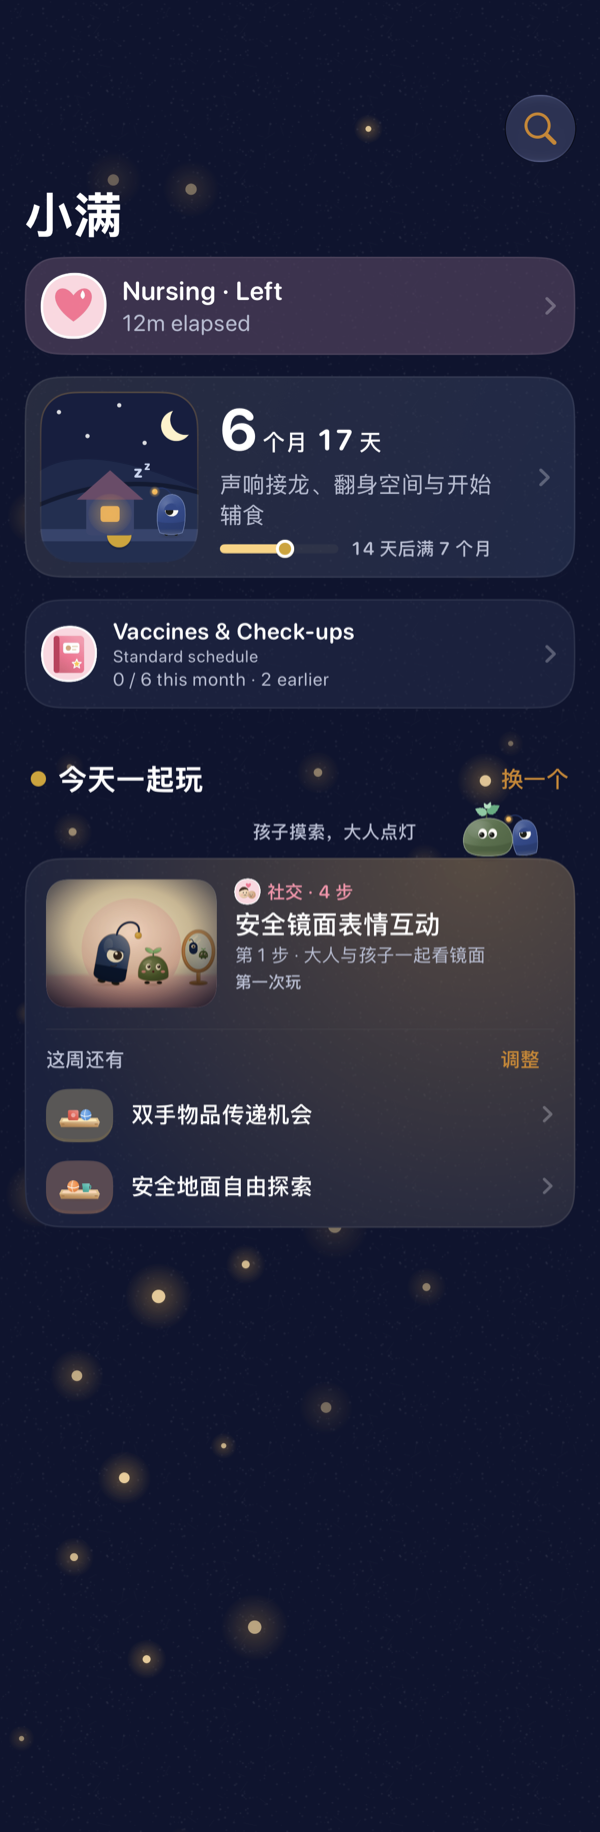 小满
Nursing · Left
12m elapsed
6 个月 17 天
声响接龙、翻身空间与开始
辅食
14 天后满 7 个月
zz
Vaccines & Check-ups
Standard schedule
0 / 6 this month · 2 earlier
今天一起玩
换一个
孩子摸索，大人点灯
社交 · 4 步
安全镜面表情互动
第 1 步 · 大人与孩子一起看镜面
第一次玩
这周还有
调整
双手物品传递机会
安全地面自由探索